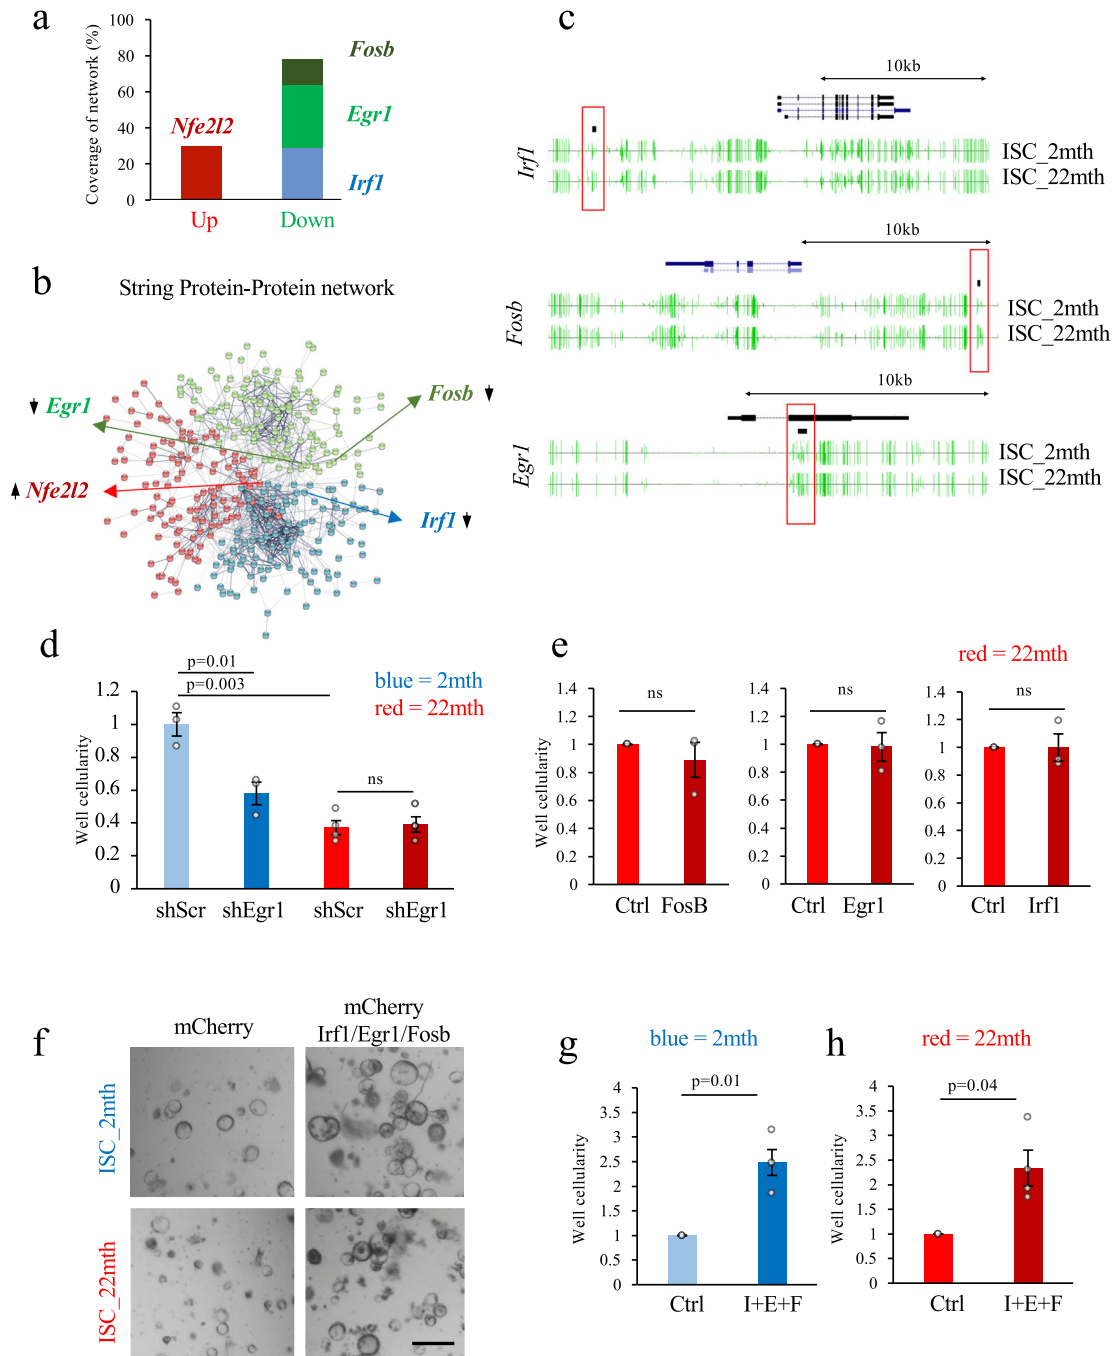 a
Coverage of network (%)
100
80
60
40
20
0
Nfe2l2
Fosb
Egr1
Irf1
Up
Down
b
String Protein-Protein network
Egr1
Fosb
Nfe2l2
Irf1
c
10kb
Irf1
ISC_2mth
ISC_22mth
10kb
Fosb
ISC_2mth
ISC_22mth
10kb
Egr1
ISC_2mth
ISC_22mth
d
p=0.01
p=0.003
blue = 2mth
red = 22mth
ns
Well cellularity
1.2
1
0.8
0.6
0.4
0.2
0
shScr
shEgr1
shScr
shEgr1
e
red = 22mth
Well cellularity
1.4
1.2
1
0.8
0.6
0.4
0.2
0
ns
Ctrl
FosB
1.4
1.2
1
0.8
0.6
0.4
0.2
0
ns
Ctrl
Egr1
1.4
1.2
1
0.8
0.6
0.4
0.2
0
ns
Ctrl
Irf1
f
mCherry
mCherry
Irf1/Egr1/Fosb
ISC_2mth
ISC_22mth
g
blue = 2mth
p=0.01
Well cellularity
4
3.5
3
2.5
2
1.5
1
0.5
0
Ctrl
I+E+F
h
red = 22mth
p=0.04
Well cellularity
4
3.5
3
2.5
2
1.5
1
0.5
0
Ctrl
I+E+F